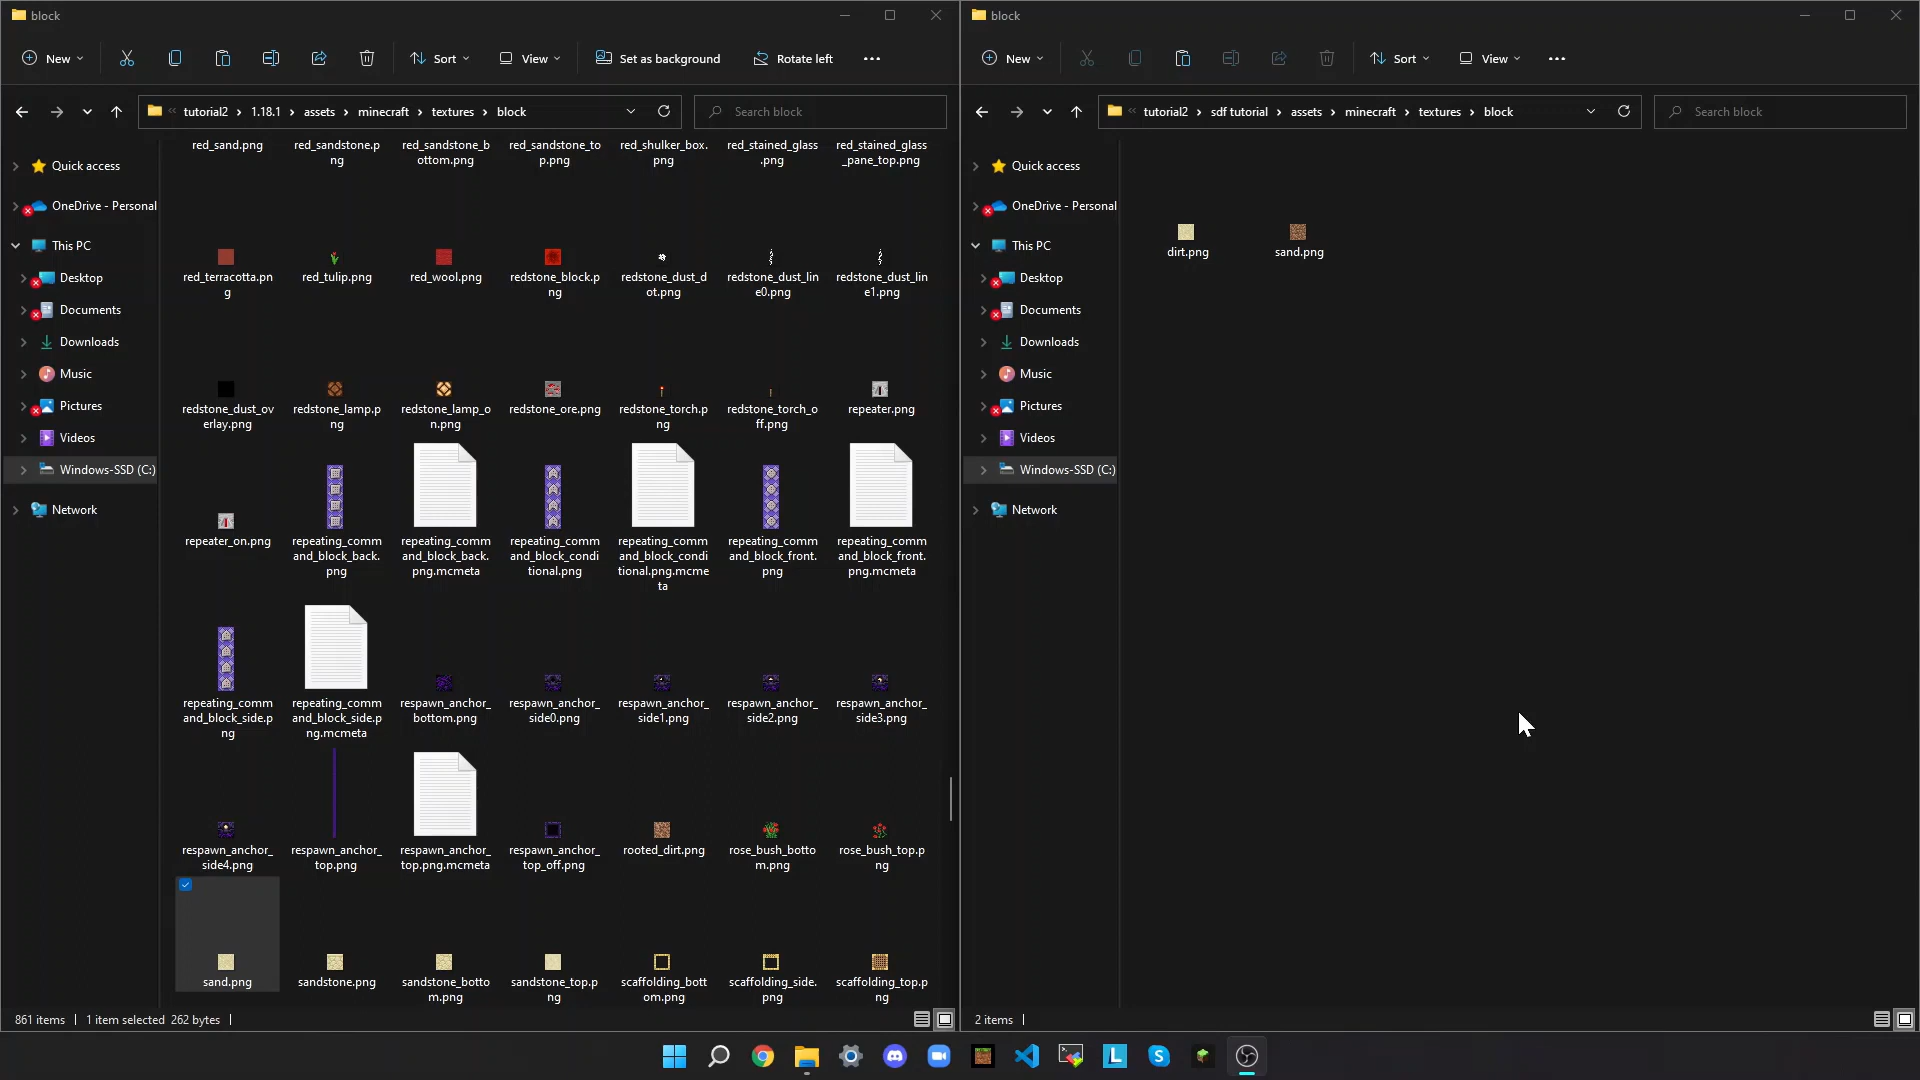 block
New
Sort
View
Set as background
Rotate left
tutorial2 › 1.18.1 › assets › minecraft › textures › block
Search block
Quick access
OneDrive - Personal
This PC
Desktop
Documents
Downloads
Music
Pictures
Videos
Windows-SSD (C:)
Network
red_sand.png
red_sandstone.p
ng
red_sandstone_b
ottom.png
red_sandstone_to
p.png
red_shulker_box.
png
red_stained_glass
.png
red_stained_glass
_pane_top.png
red_terracotta.pn
g
red_tulip.png
red_wool.png
redstone_block.p
ng
redstone_dust_d
ot.png
redstone_dust_lin
e0.png
redstone_dust_lin
e1.png
redstone_dust_ov
erlay.png
redstone_lamp.p
ng
redstone_lamp_o
n.png
redstone_ore.png
redstone_torch.p
ng
redstone_torch_o
ff.png
repeater.png
repeater_on.png
repeating_comm
and_block_back.
png
repeating_comm
and_block_back.
png.mcmeta
repeating_comm
and_block_condi
tional.png
repeating_comm
and_block_condi
tional.png.mcme
ta
repeating_comm
and_block_front.
png
repeating_comm
and_block_front.
png.mcmeta
repeating_comm
and_block_side.p
ng
repeating_comm
and_block_side.p
ng.mcmeta
respawn_anchor_
bottom.png
respawn_anchor_
side0.png
respawn_anchor_
side1.png
respawn_anchor_
side2.png
respawn_anchor_
side3.png
respawn_anchor_
side4.png
respawn_anchor_
top.png
respawn_anchor_
top.png.mcmeta
respawn_anchor_
top_off.png
rooted_dirt.png
rose_bush_botto
m.png
rose_bush_top.p
ng
sand.png
sandstone.png
sandstone_botto
m.png
sandstone_top.p
ng
scaffolding_bott
om.png
scaffolding_side.
png
scaffolding_top.p
ng
861 items
1 item selected 262 bytes
block
New
Sort
View
tutorial2 › sdf tutorial › assets › minecraft › textures › block
Search block
Quick access
OneDrive - Personal
This PC
Desktop
Documents
Downloads
Music
Pictures
Videos
Windows-SSD (C:)
Network
dirt.png
sand.png
2 items
L
S